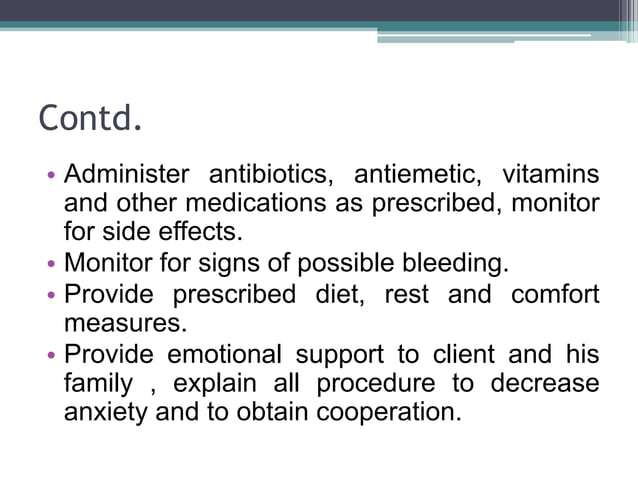 Contd.
• Administer antibiotics, antiemetic, vitamins
and other medications as prescribed, monitor
for side effects.
• Monitor for signs of possible bleeding.
• Provide prescribed diet, rest and comfort
measures.
• Provide emotional support to client and his
family , explain all procedure to decrease
anxiety and to obtain cooperation.